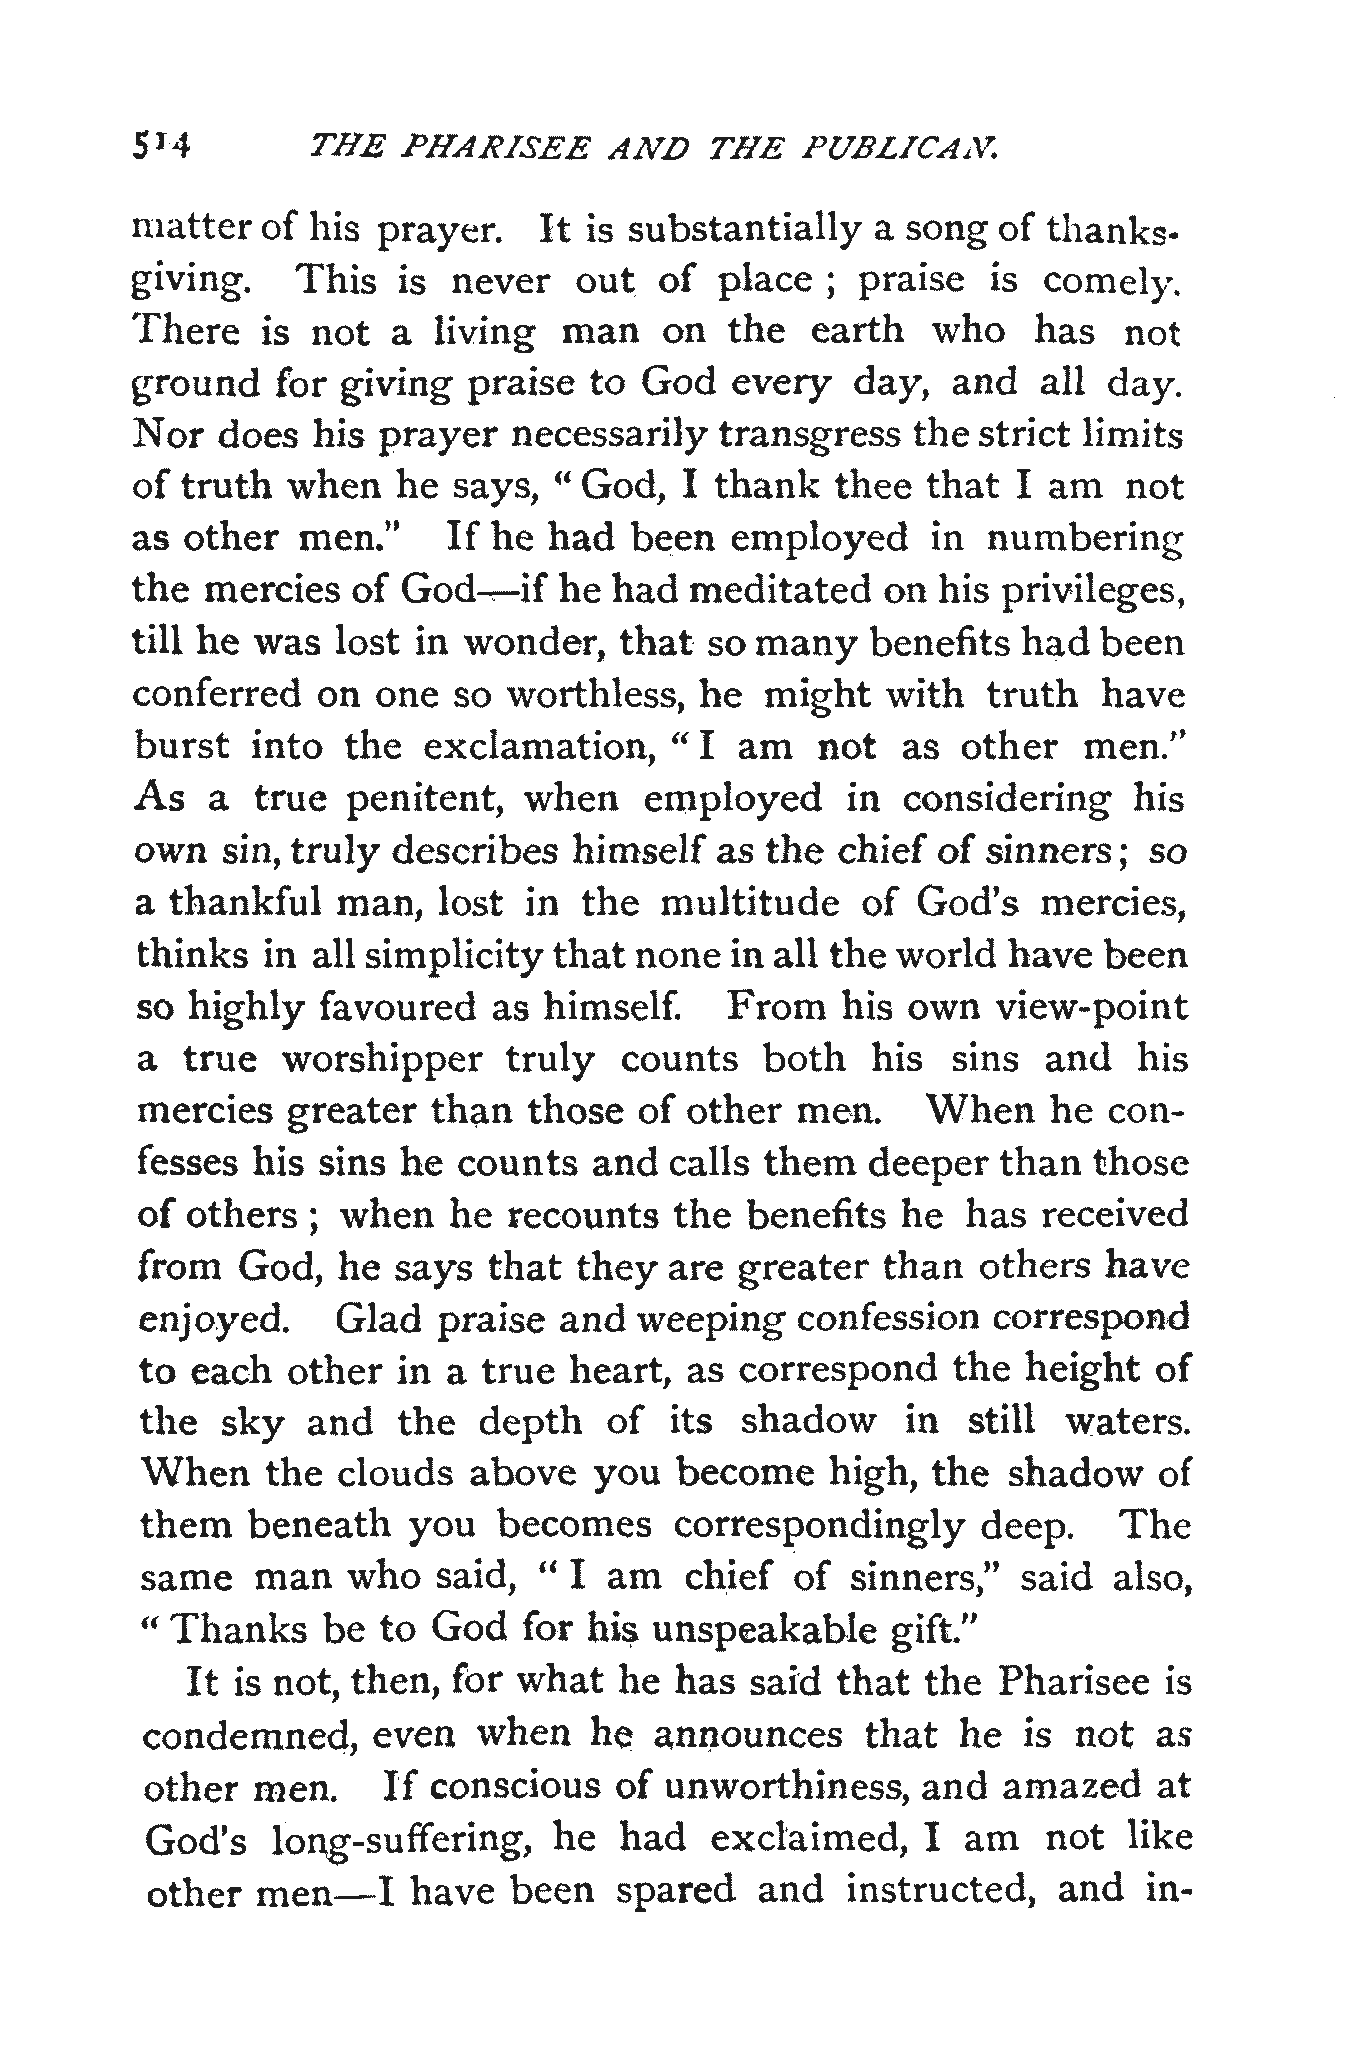 514 THE PHARISEE AND THE PUBLICAN.
matter of his prayer. It is substantially a song of thanks-
giving. This is never out of place ; praise is comely.
There is not a living man on the earth who has not
ground for giving praise to God every day, and all day.
Nor does his prayer necessarily transgress the strict limits
of truth when he says, “ God, I thank thee that I am not
as other men.” If he had been employed in numbering
the mercies of God—if he had meditated on his privileges,
till he was lost in wonder, that so many benefits had been
conferred on one so worthless, he might with truth have
burst into the exclamation, “ I am not as other men.”
As a true penitent, when employed in considering his
own sin, truly describes himself as the chief of sinners ; so
a thankful man, lost in the multitude of God's mercies,
thinks in all simplicity that none in all the world have been
so highly favoured as himself. From his own view-point
a true worshipper truly counts both his sins and his
mercies greater than those of other men. When he con-
fesses his sins he counts and calls them deeper than those
of others ; when he recounts the benefits he has received
from God, he says that they are greater than others have
enjoyed. Glad praise and weeping confession correspond
to each other in a true heart, as correspond the height of
the sky and the depth of its shadow in still waters.
When the clouds above you become high, the shadow of
them beneath you becomes correspondingly deep. The
same man who said, “ I am chief of sinners,” said also,
“ Thanks be to God for his unspeakable gift.”
It is not, then, for what he has said that the Pharisee is
condemned, even when he announces that he is not as
other men. If conscious of unworthiness, and amazed at
God's long-suffering, he had exclaimed, I am not like
other men—I have been spared and instructed, and in-